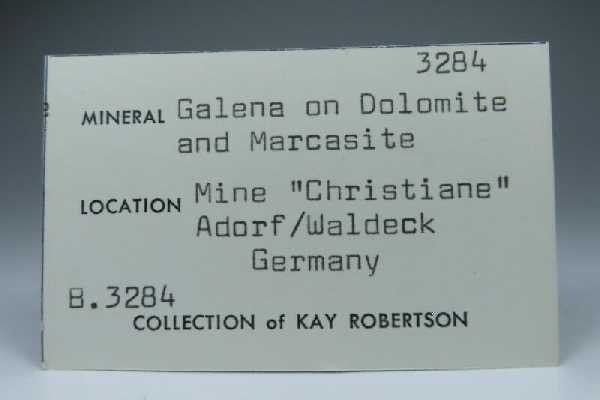 3284
MINERAL Galena on Dolomite
and Marcasite
LOCATION Mine "Christiane"
Adorf/Waldeck
Germany
B.3284
COLLECTION of KAY ROBERTSON